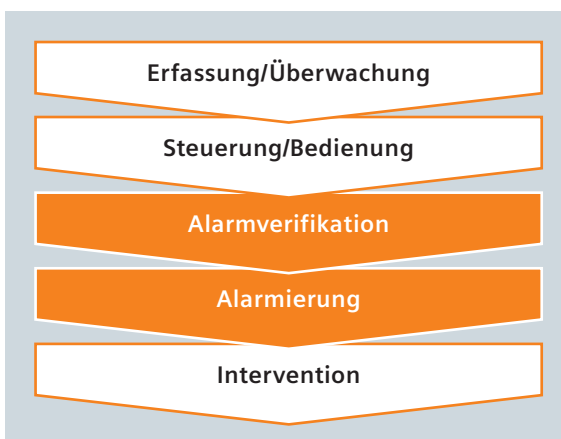 Erfassung/Überwachung
Steuerung/Bedienung
Alarmverifikation
Alarmierung
Intervention